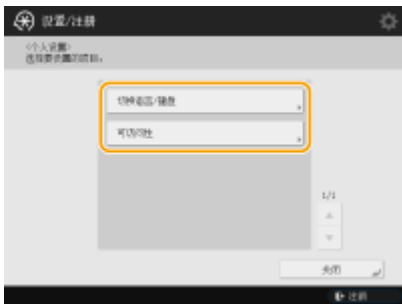 设置/注册
<个人设置>
选择要设置的项目。
切换语言/键盘
可访问性
1/1
关闭
注销